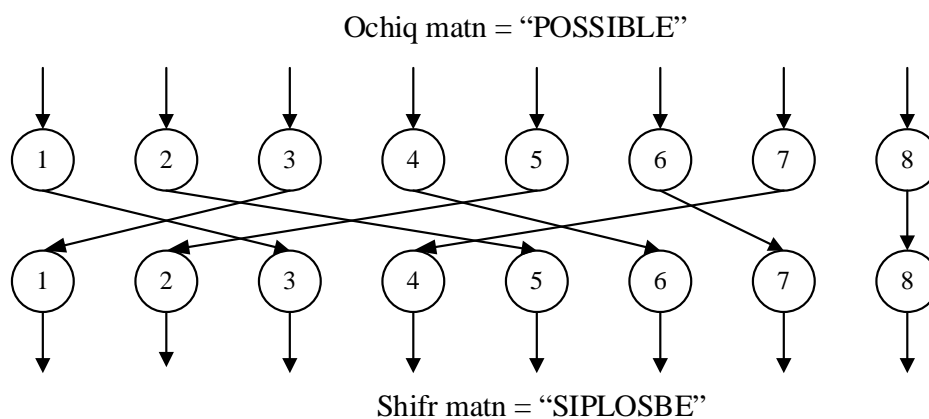 Ochiq matn = “POSSIBLE”
1 2 3 4 5 6 7 8
1 2 3 4 5 6 7 8
Shifr matn = “SIPLOSBE”